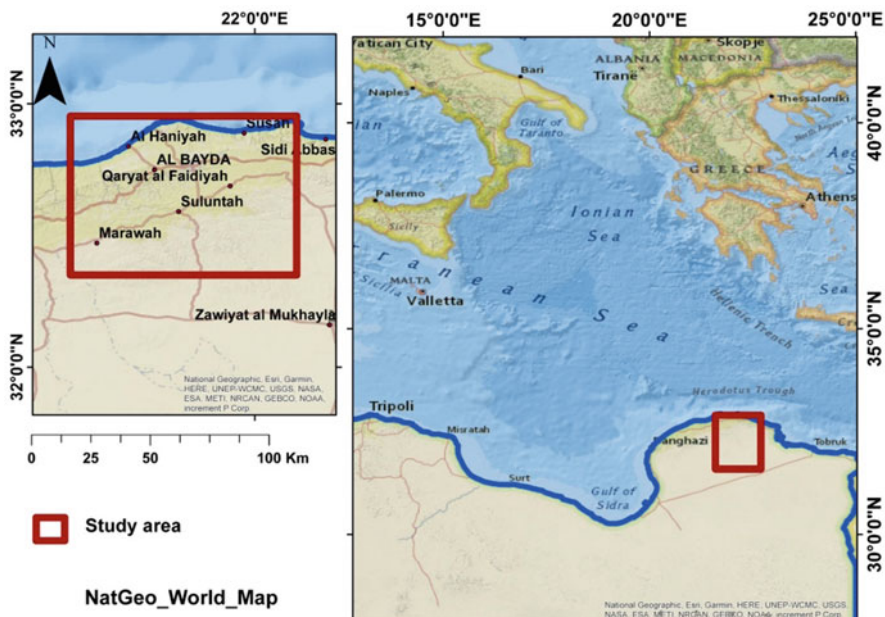 22°0'0"E
N
33°0'0"N
32°0'0"N
Susah
Al Haniyah
Sidi Abbas
AL BAYDA
Qaryat al Faidiyah
Suluntah
Marawah
Zawiyat al Mukhayla
National Geographic, Esri, Garmin,
HERE, UNEP-WCMC, USGS, NASA,
ESA, METI, NRCAN, GEBCO, NOAA,
increment P Corp.
0 25 50 100 Km
Study area
NatGeo_World_Map
15°0'0"E 20°0'0"E 25°0'0"E
40°0'0"N
35°0'0"N
30°0'0"N
Vatican City
Skopje
ALBANIA
MACEDONIA
Bari
Tiranë
Naples
Thessaloniki
Gulf of
Taranto
GREECE
Palermo
Athens
Ionian
Sea
Sicily
ranean Sea
MALTA
Valletta
Sea
Hellenic Trench
Herodotus Trough
Tripoli
Misratah
Banghazi
Tobruk
Surt
Gulf of
Sidra
National Geographic, Esri, Garmin, HERE, UNEP-WCMC, USGS,
NASA, ESA, METI, NRCAN, GEBCO, NOAA, increment P Corp.